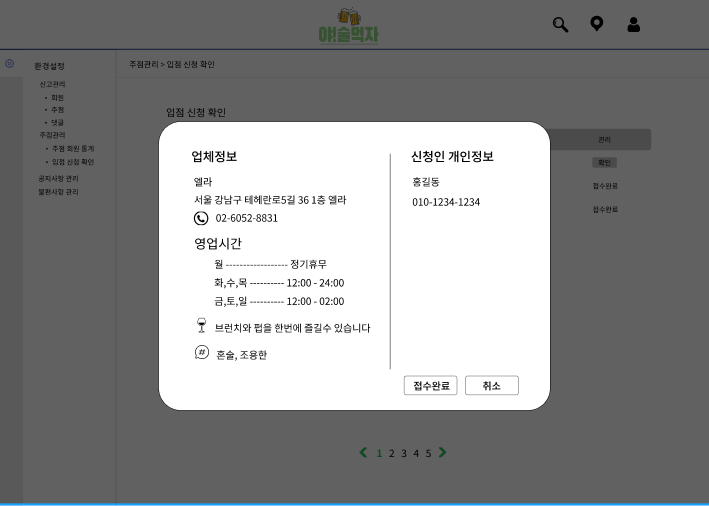 야!술먹자
환경설정
주점관리 > 입점 신청 확인
신고관리
• 회원
• 주점
• 댓글
주점관리
• 주점 회원 통계
• 입점 신청 확인
공지사항 관리
불편사항 관리
입점 신청 확인
관리
확인
접수완료
접수완료
업체정보
엘라
서울 강남구 테헤란로5길 36 1층 엘라
02-6052-8831
영업시간
월 ------------------ 정기휴무
화,수,목 ---------- 12:00 - 24:00
금,토,일 ---------- 12:00 - 02:00
브런치와 펍을 한번에 즐길수 있습니다
# 혼술, 조용한
신청인 개인정보
홍길동
010-1234-1234
접수완료 취소
1 2 3 4 5